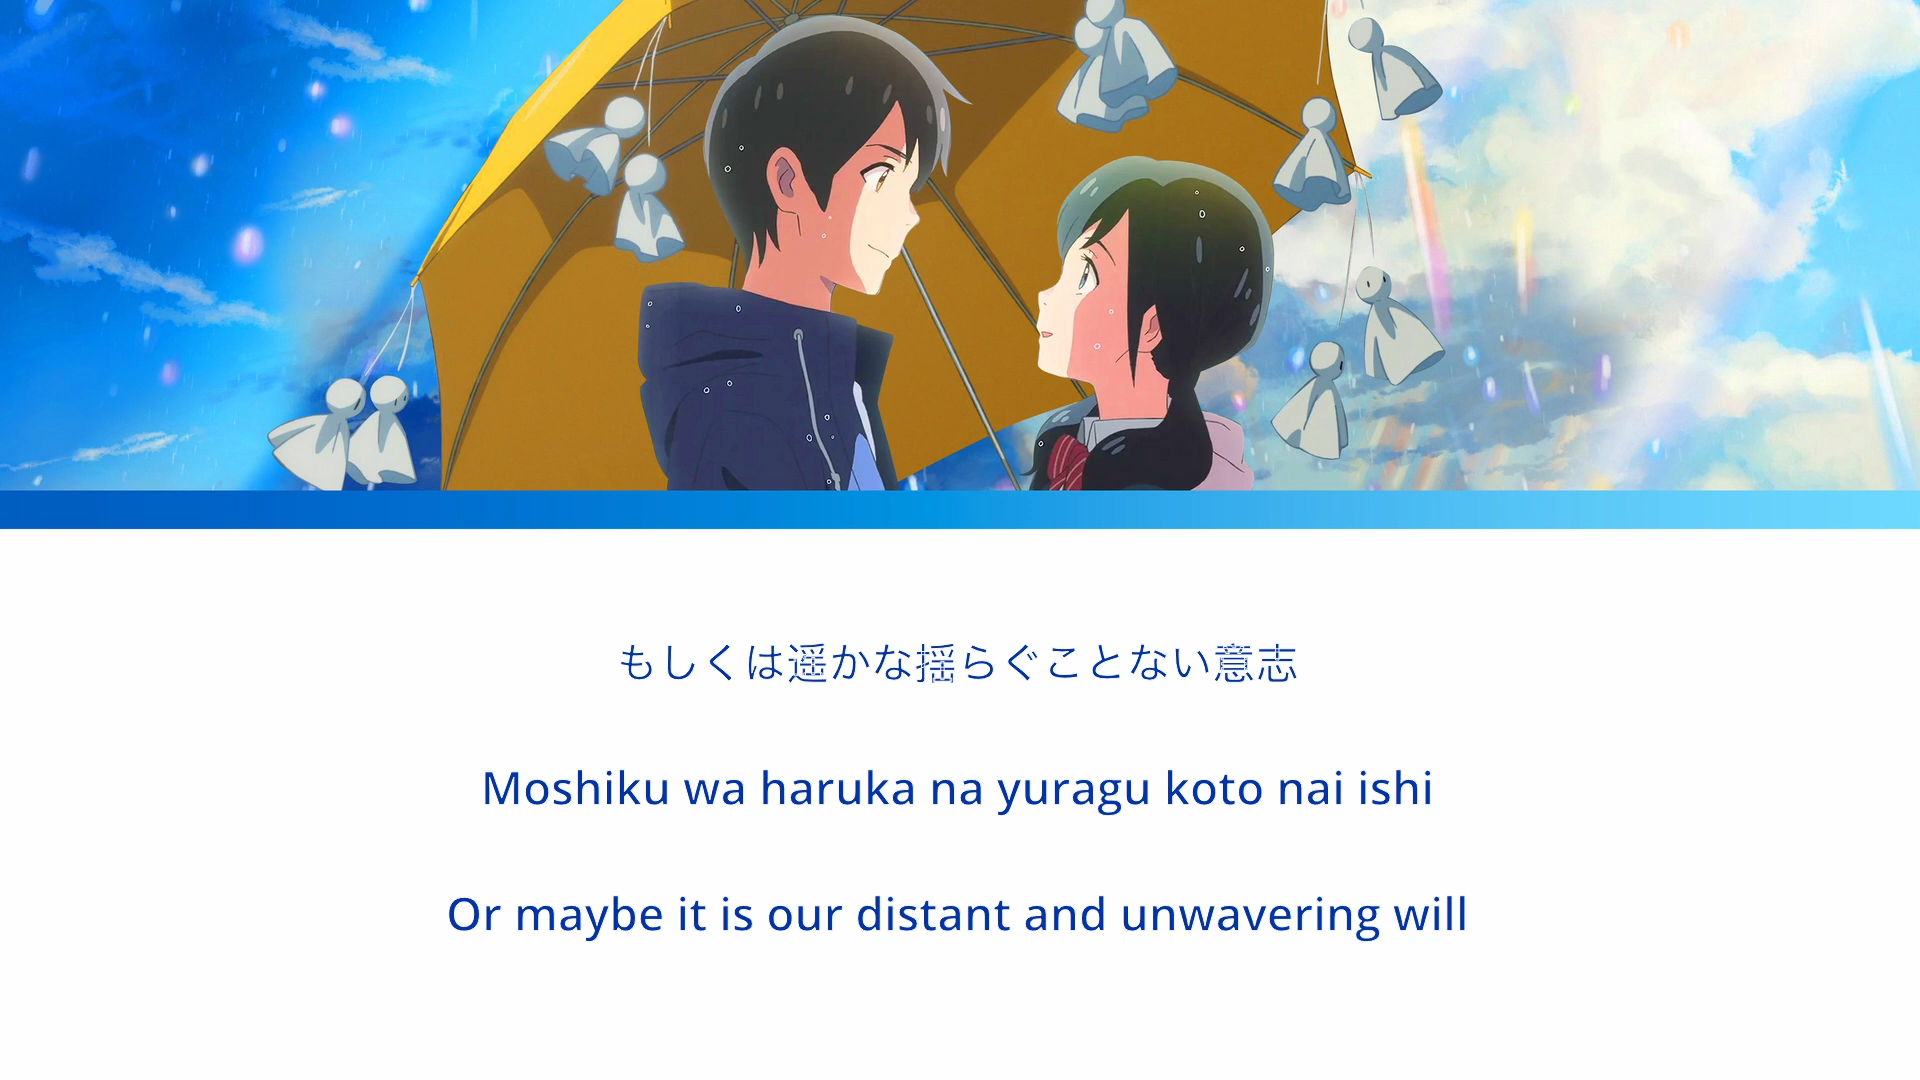 もしくは遥かな揺らぐことない意志
Moshiku wa haruka na yuragu koto nai ishi
Or maybe it is our distant and unwavering will